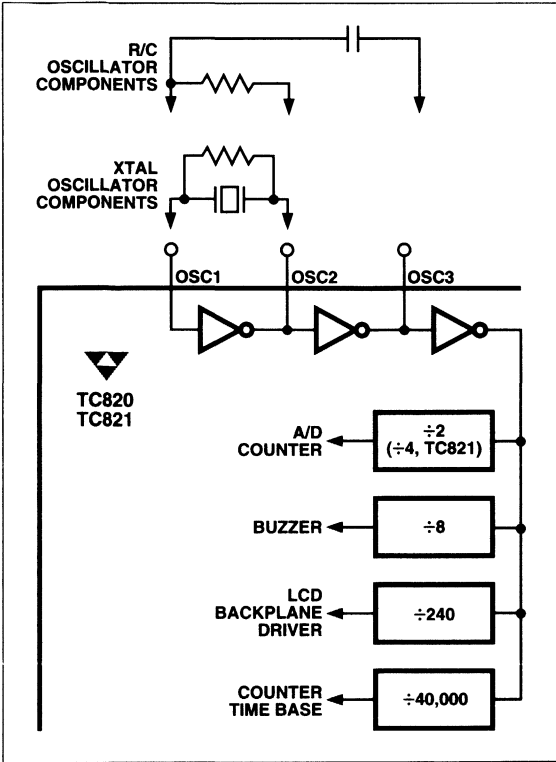 R/C
OSCILLATOR
COMPONENTS
XTAL
OSCILLATOR
COMPONENTS
OSC1
OSC2
OSC3
TC820
TC821
A/D
COUNTER
÷2
(÷4, TC821)
BUZZER
÷8
LCD
BACKPLANE
DRIVER
÷240
COUNTER
TIME BASE
÷40,000